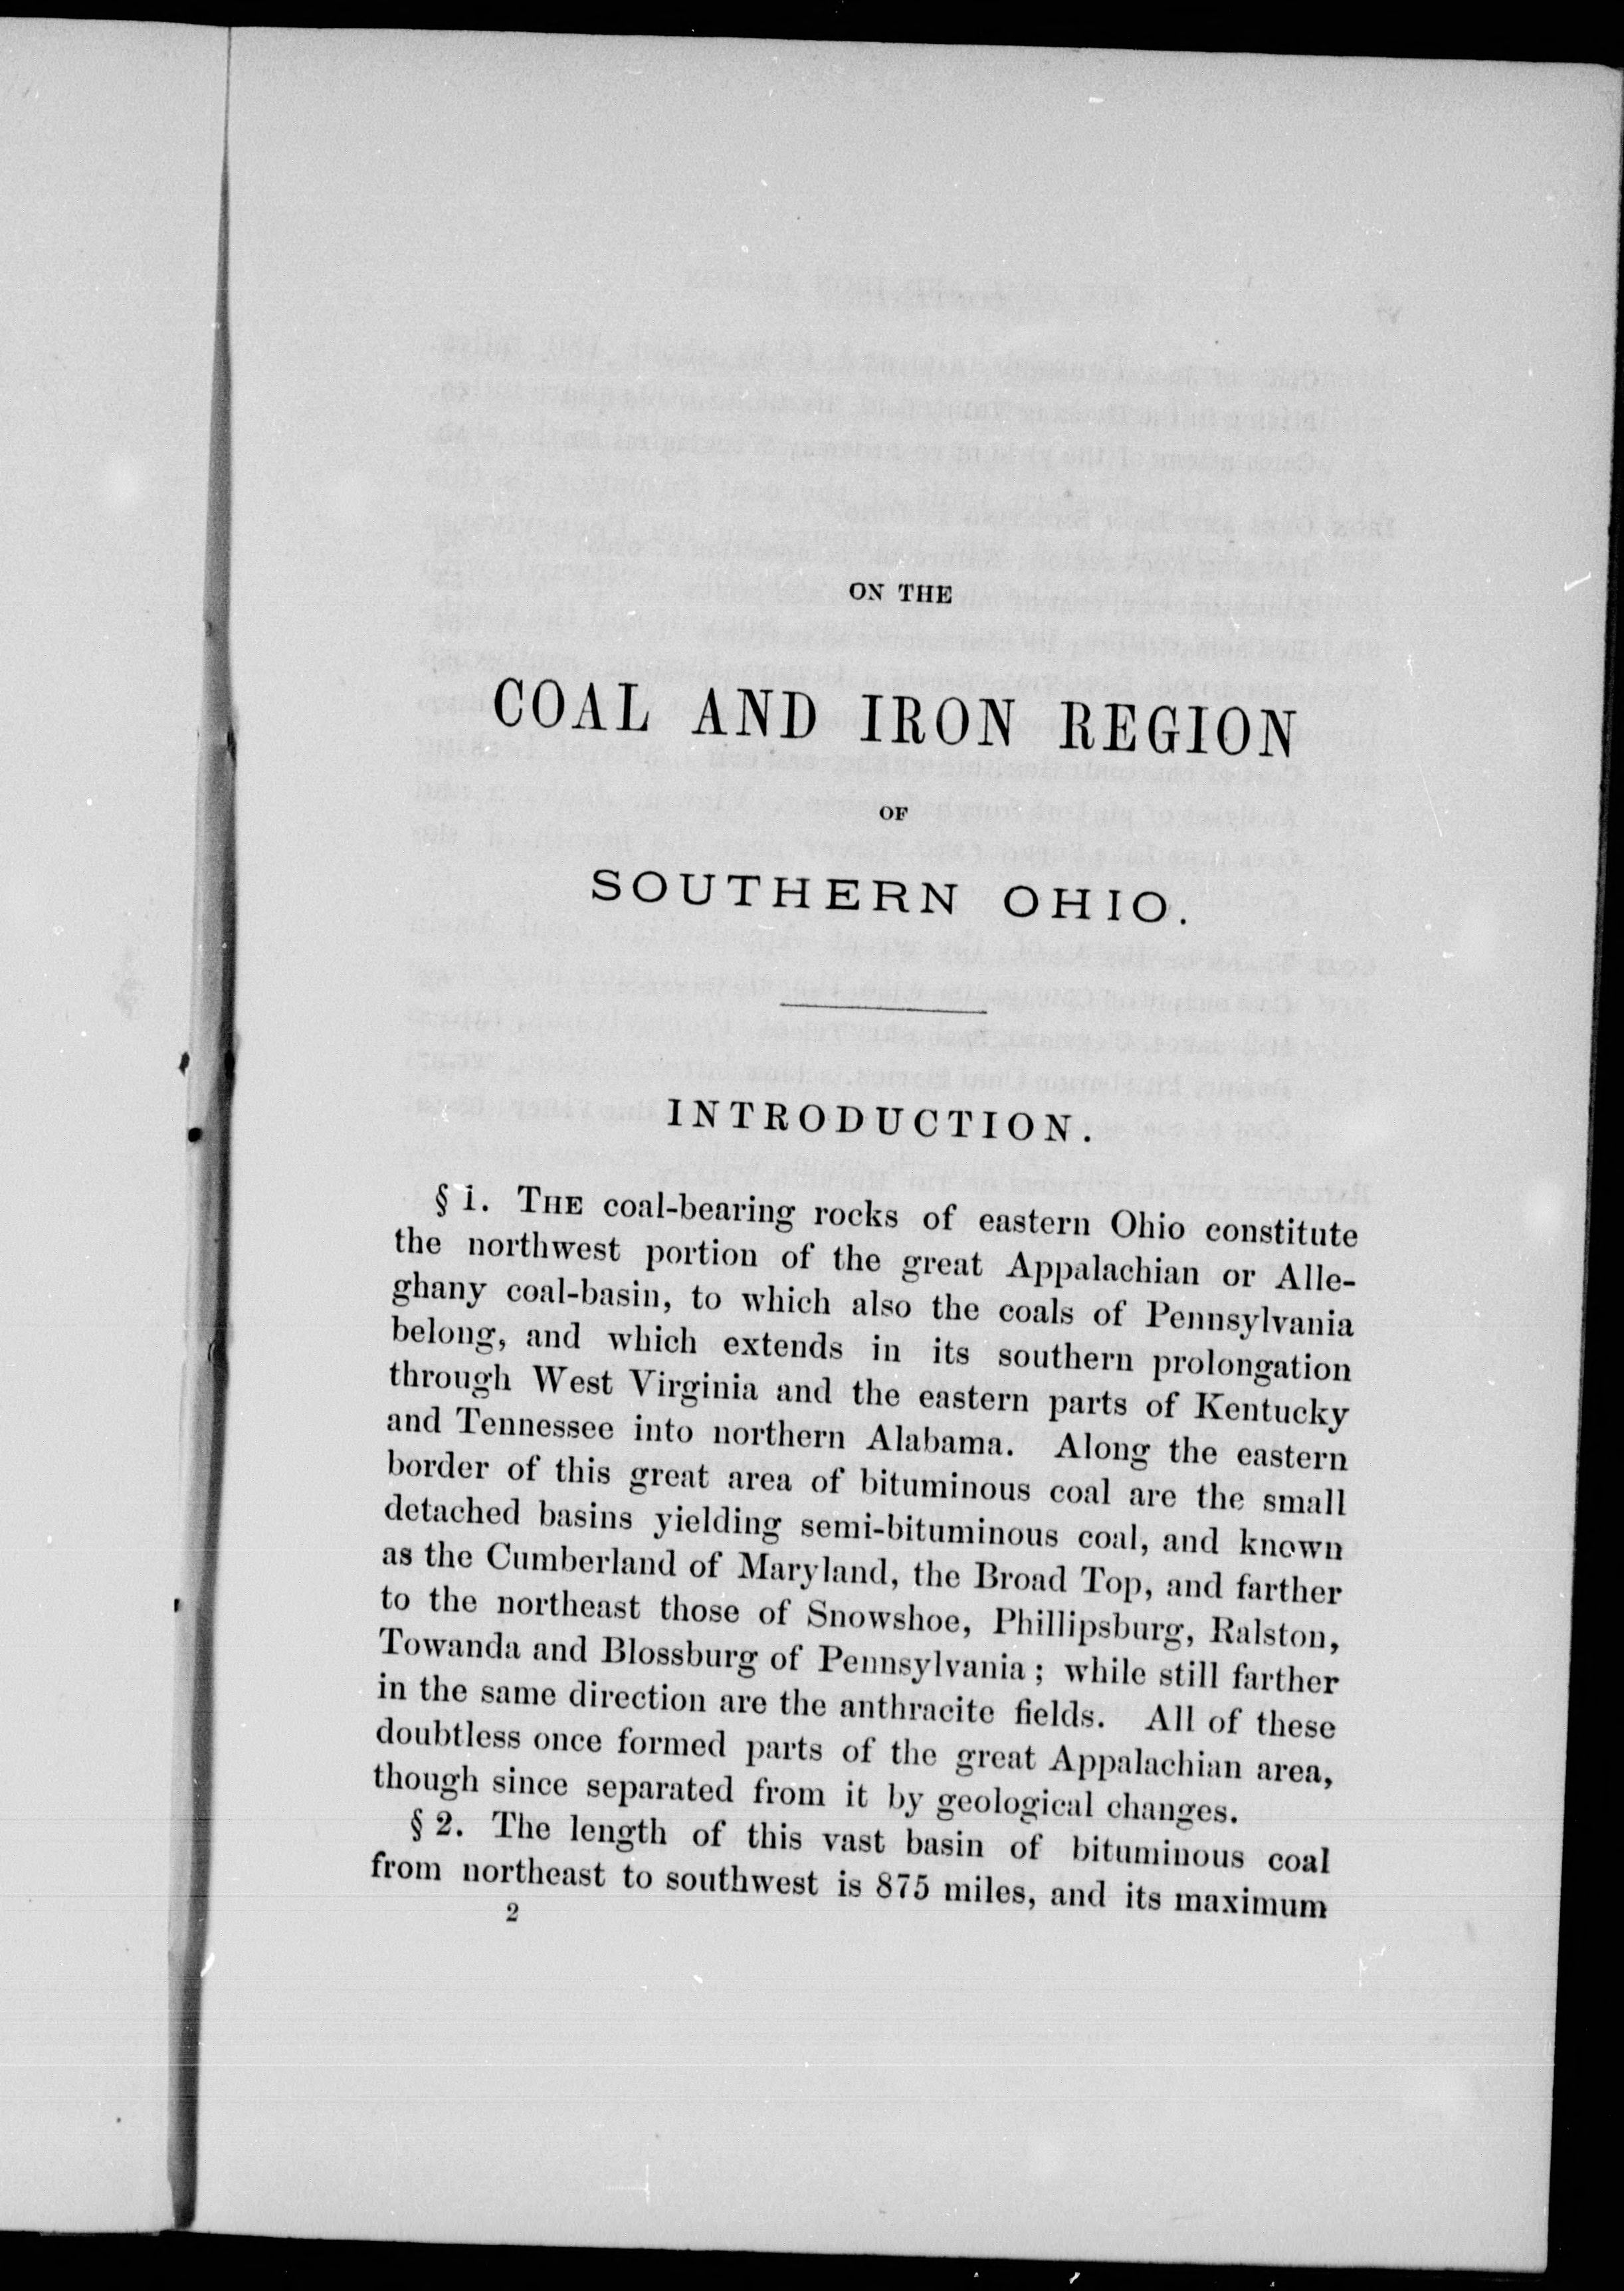 ON THE
COAL AND IRON REGION
OF
SOUTHERN OHIO.
INTRODUCTION.
§ 1. THE coal-bearing rocks of eastern Ohio constitute
the northwest portion of the great Appalachian or Alle-
ghany coal-basin, to which also the coals of Pennsylvania
belong, and which extends in its southern prolongation
through West Virginia and the eastern parts of Kentucky
and Tennessee into northern Alabama. Along the eastern
border of this great area of bituminous coal are the small
detached basins yielding semi-bituminous coal, and known
as the Cumberland of Maryland, the Broad Top, and farther
to the northeast those of Snowshoe, Phillipsburg, Ralston,
Towanda and Blossburg of Pennsylvania; while still farther
in the same direction are the anthracite fields. All of these
doubtless once formed parts of the great Appalachian area,
though since separated from it by geological changes.
§ 2. The length of this vast basin of bituminous coal
from northeast to southwest is 875 miles, and its maximum
2